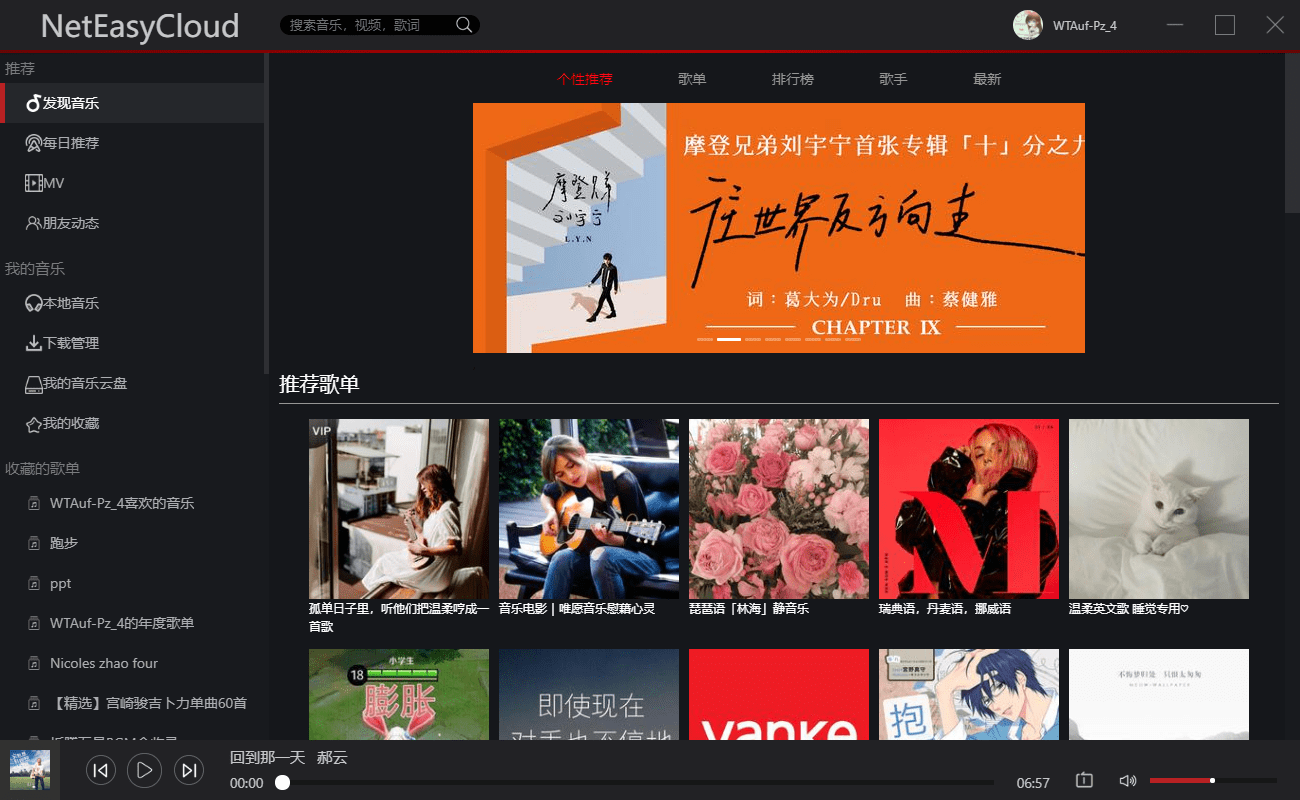 NetEasyCloud
搜索音乐，视频，歌词
WTAuf-Pz_4
推荐
发现音乐
每日推荐
MV
朋友动态
我的音乐
本地音乐
下载管理
我的音乐云盘
我的收藏
收藏的歌单
WTAuf-Pz_4喜欢的音乐
跑步
ppt
WTAuf-Pz_4的年度歌单
Nicoles zhao four
【精选】宫崎骏吉卜力单曲60首
个性推荐
歌单
排行榜
歌手
最新
摩登兄弟刘宇宁首张专辑「十」分之
往世界反方向走
词：葛大为/Dru 曲：蔡健雅
CHAPTER IX
摩登兄弟
刘宇宁
L.Y.N
推荐歌单
VIP
M
孤单日子里，听他们把温柔哼成一
首歌
音乐电影 | 唯愿音乐慰藉心灵
琵琶语「林海」静音乐
瑞典语，丹麦语，挪威语
温柔英文歌 睡觉专用♡
小学生
18
膨胀
即使现在
对手也不停地
vanke
抱
回到那一天 郝云
00:00
06:57